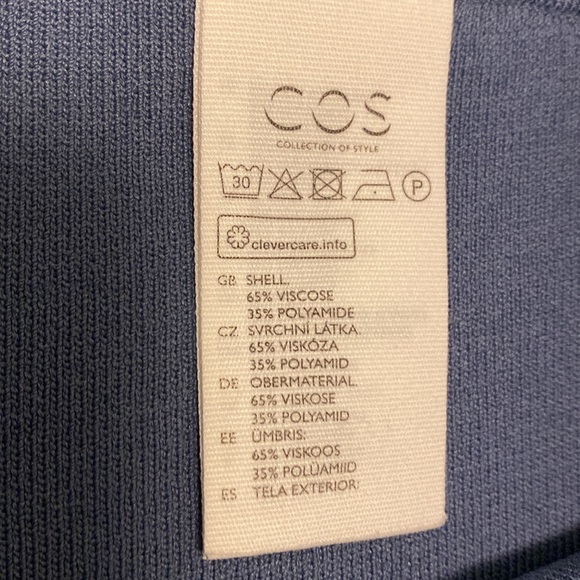 COS
COLLECTION OF STYLE
30 P
clevercare.info
GB SHELL:
65% VISCOSE
35% POLYAMIDE
CZ SVRCHNÍ LÁTKA
65% VISKÓZA
35% POLYAMID
DE OBERMATERIAL
65% VISKOSE
35% POLYAMID
EE ÜMBRIS:
65% VISKOOS
35% POLÜAMIID
ES TELA EXTERIOR: